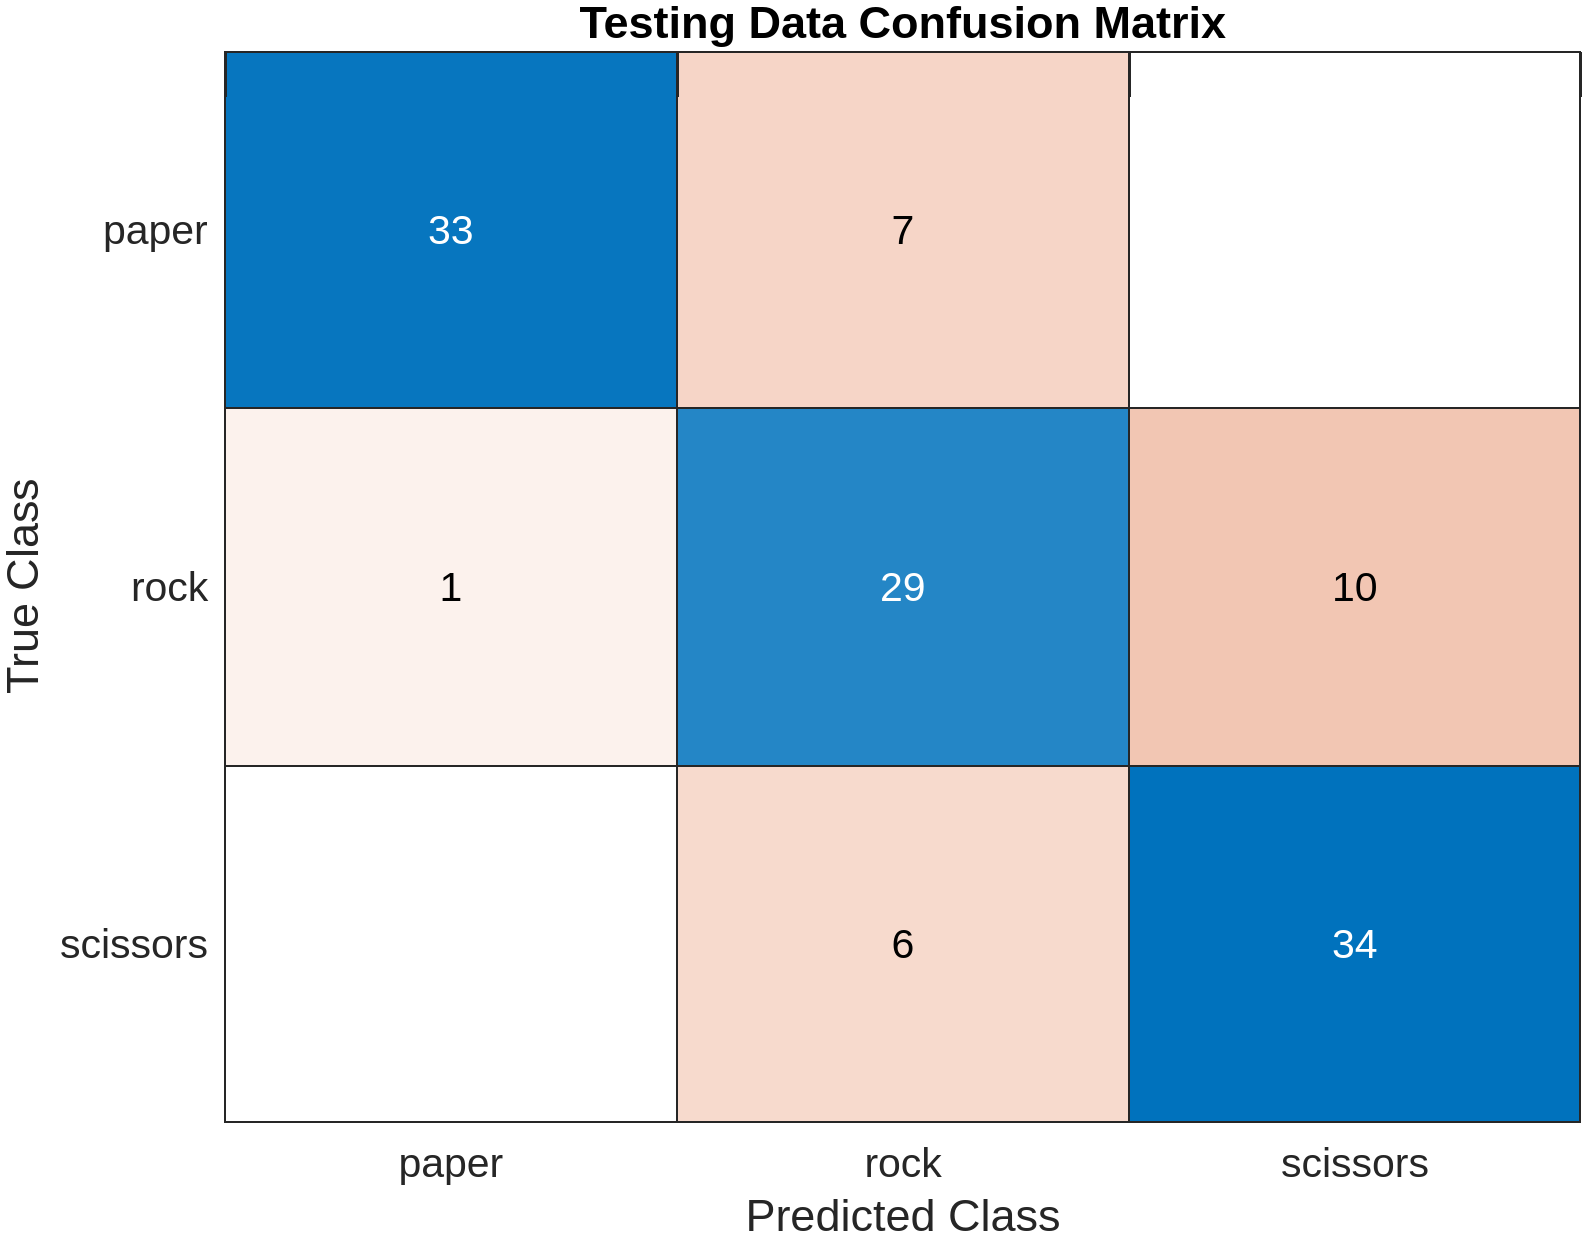 Testing Data Confusion Matrix
paper 33 7
rock 1 29 10
scissors 6 34
True Class
paper rock scissors
Predicted Class